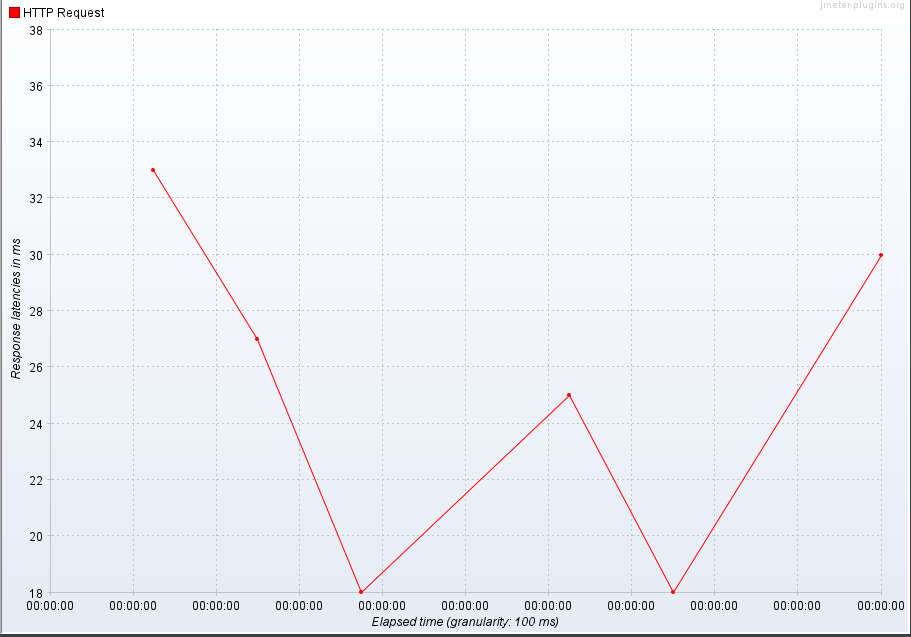 jmeter-plugins.org
HTTP Request
38
36
34
32
30
28
26
24
22
20
18
Response latencies in ms
00:00:00 00:00:00 00:00:00 00:00:00 00:00:00 00:00:00 00:00:00 00:00:00 00:00:00 00:00:00 00:00:00
Elapsed time (granularity: 100 ms)